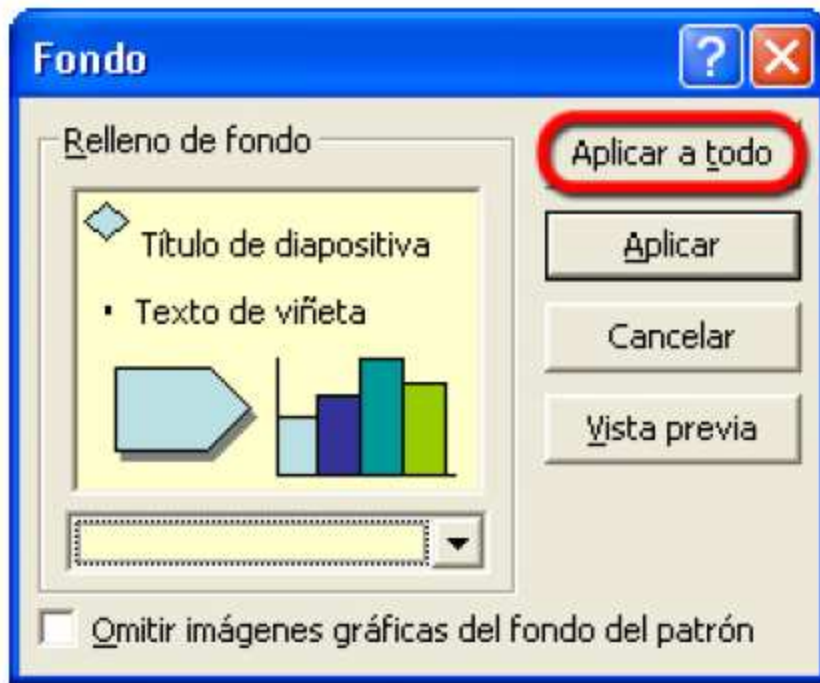 Fondo
Relleno de fondo
Título de diapositiva
· Texto de viñeta
Aplicar a todo
Aplicar
Cancelar
Vista previa
Omitir imágenes gráficas del fondo del patrón